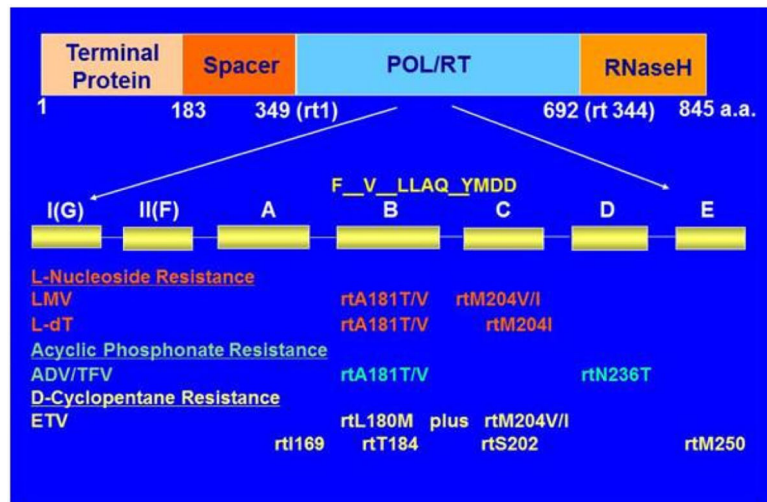 Terminal Protein Spacer POL/RT RNaseH
1 183 349 (rt1) 692 (rt 344) 845 a.a.
F__V__LLAQ_YMDD
I(G) II(F) A B C D E
L-Nucleoside Resistance
LMV rtA181T/V rtM204V/I
L-dT rtA181T/V rtM204I
Acyclic Phosphonate Resistance
ADV/TFV rtA181T/V rtN236T
D-Cyclopentane Resistance
ETV rtL180M plus rtM204V/I
rtI169 rtT184 rtS202 rtM250